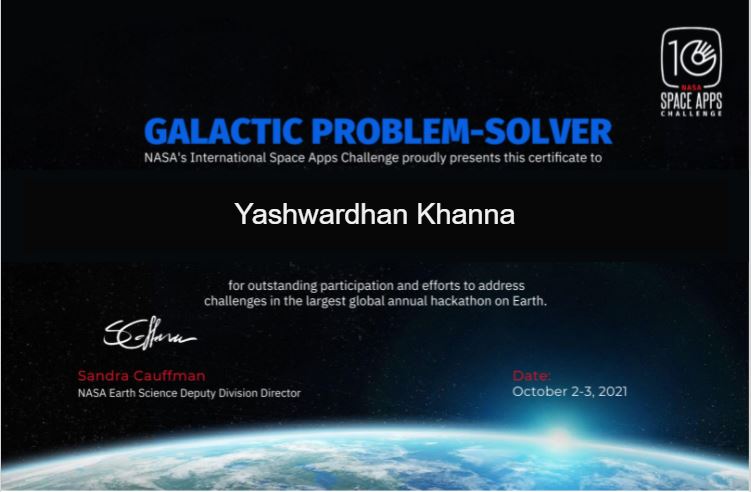 10
NASA
SPACE APPS
CHALLENGE
GALACTIC PROBLEM-SOLVER
NASA's International Space Apps Challenge proudly presents this certificate to
Yashwardhan Khanna
for outstanding participation and efforts to address
challenges in the largest global annual hackathon on Earth.
Sandra Cauffman
NASA Earth Science Deputy Division Director
Date:
October 2-3, 2021